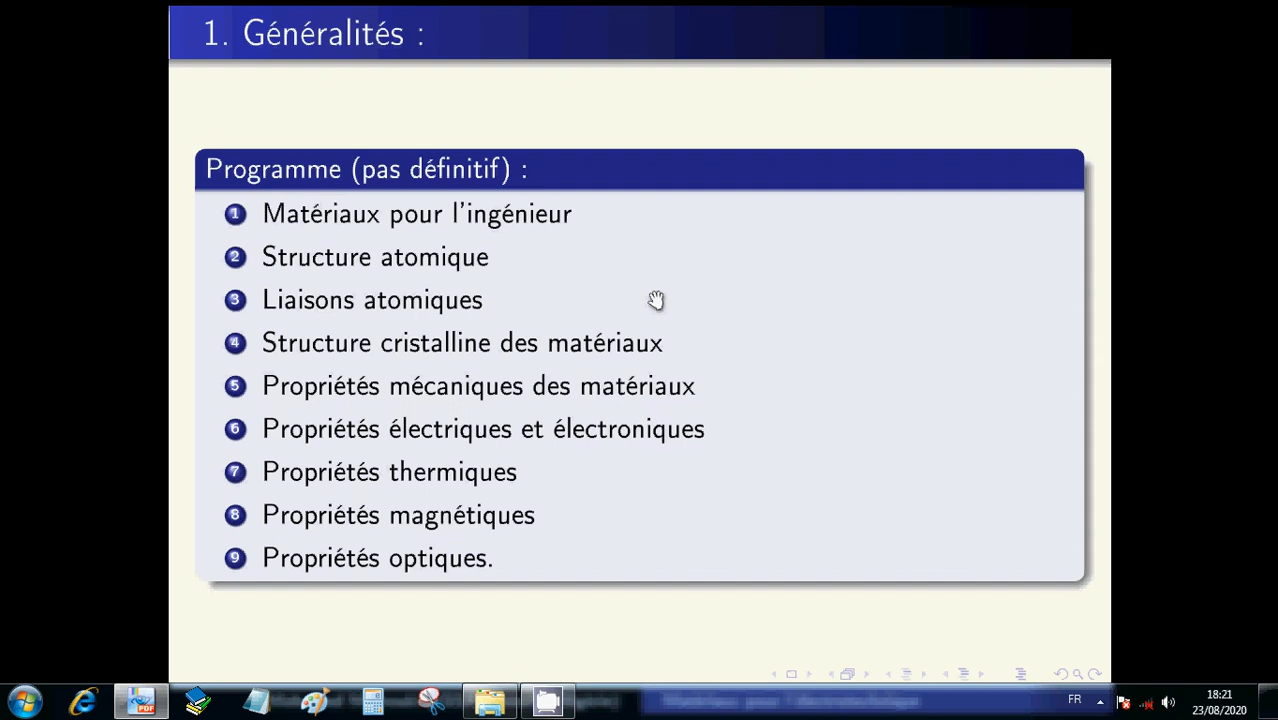 1. Généralités :
Programme (pas définitif) :
1 Matériaux pour l'ingénieur
2 Structure atomique
3 Liaisons atomiques
4 Structure cristalline des matériaux
5 Propriétés mécaniques des matériaux
6 Propriétés électriques et électroniques
7 Propriétés thermiques
8 Propriétés magnétiques
9 Propriétés optiques.
PDF
FR
18:21
23/08/2020